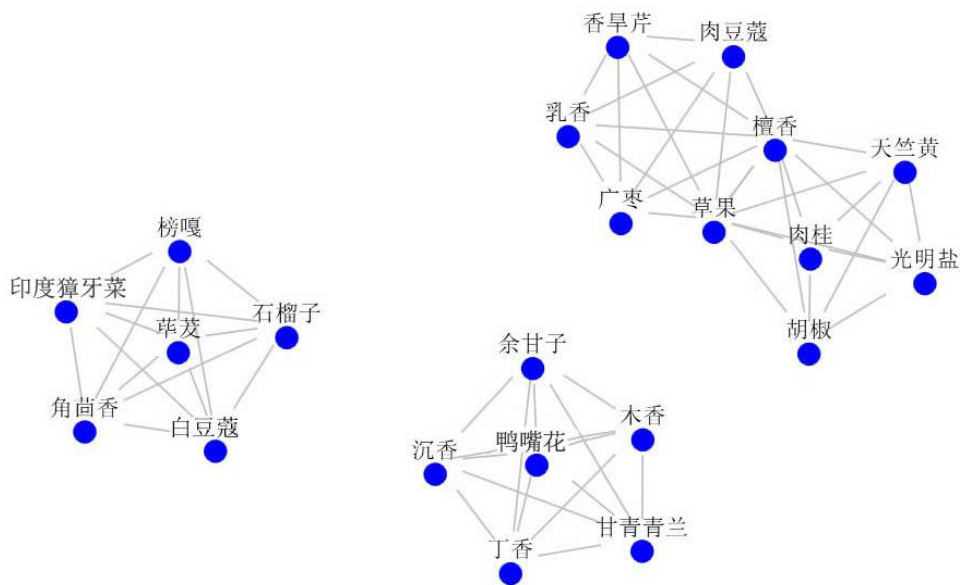 香旱芹
肉豆蔻
乳香
檀香
天竺黄
广枣
草果
肉桂
光明盐
胡椒
榜嘎
印度獐牙菜
荜茇
石榴子
角茴香
白豆蔻
余甘子
木香
沉香
鸭嘴花
甘青青兰
丁香